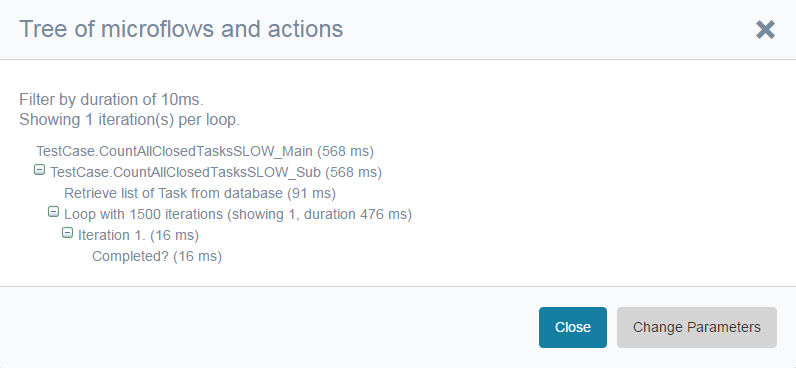 Tree of microflows and actions
Filter by duration of 10ms.
Showing 1 iteration(s) per loop.
TestCase.CountAllClosedTasksSLOW_Main (568 ms)
TestCase.CountAllClosedTasksSLOW_Sub (568 ms)
Retrieve list of Task from database (91 ms)
Loop with 1500 iterations (showing 1, duration 476 ms)
Iteration 1. (16 ms)
Completed? (16 ms)
Close Change Parameters